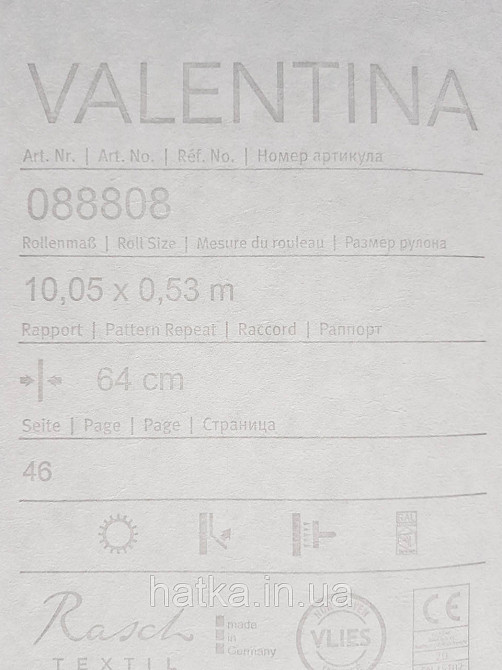 VALENTINA
Art. Nr. | Art. No. | Réf. No. | Номер артикула
088808
Rollenmaß | Roll Size | Mesure du rouleau | Размер рулона
10,05 x 0,53 m
Rapport | Pattern Repeat | Raccord | Раппорт
64 cm
Seite | Page | Page | Страница
46
hatka.in.ua
Rasch
TEXTIL
made
in
Germany
VLIES
CE